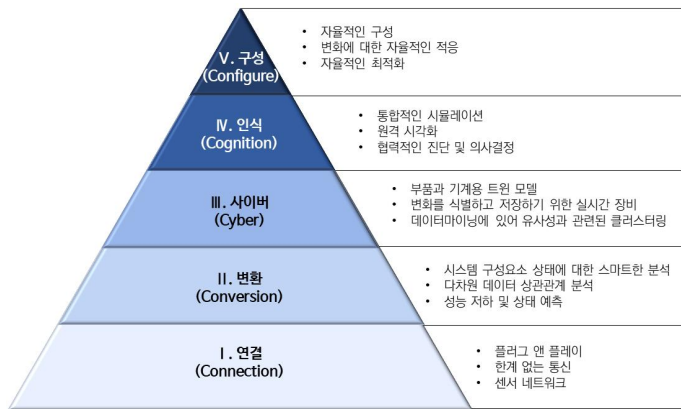 Ⅴ. 구성
(Configure)
• 자율적인 구성
• 변화에 대한 자율적인 적응
• 자율적인 최적화
Ⅳ. 인식
(Cognition)
• 통합적인 시뮬레이션
• 원격 시각화
• 협력적인 진단 및 의사결정
Ⅲ. 사이버
(Cyber)
• 부품과 기계용 트윈 모델
• 변화를 식별하고 저장하기 위한 실시간 장비
• 데이터마이닝에 있어 유사성과 관련된 클러스터링
Ⅱ. 변환
(Conversion)
• 시스템 구성요소 상태에 대한 스마트한 분석
• 다차원 데이터 상관관계 분석
• 성능 저하 및 상태 예측
Ⅰ. 연결
(Connection)
• 플러그 앤 플레이
• 한계 없는 통신
• 센서 네트워크